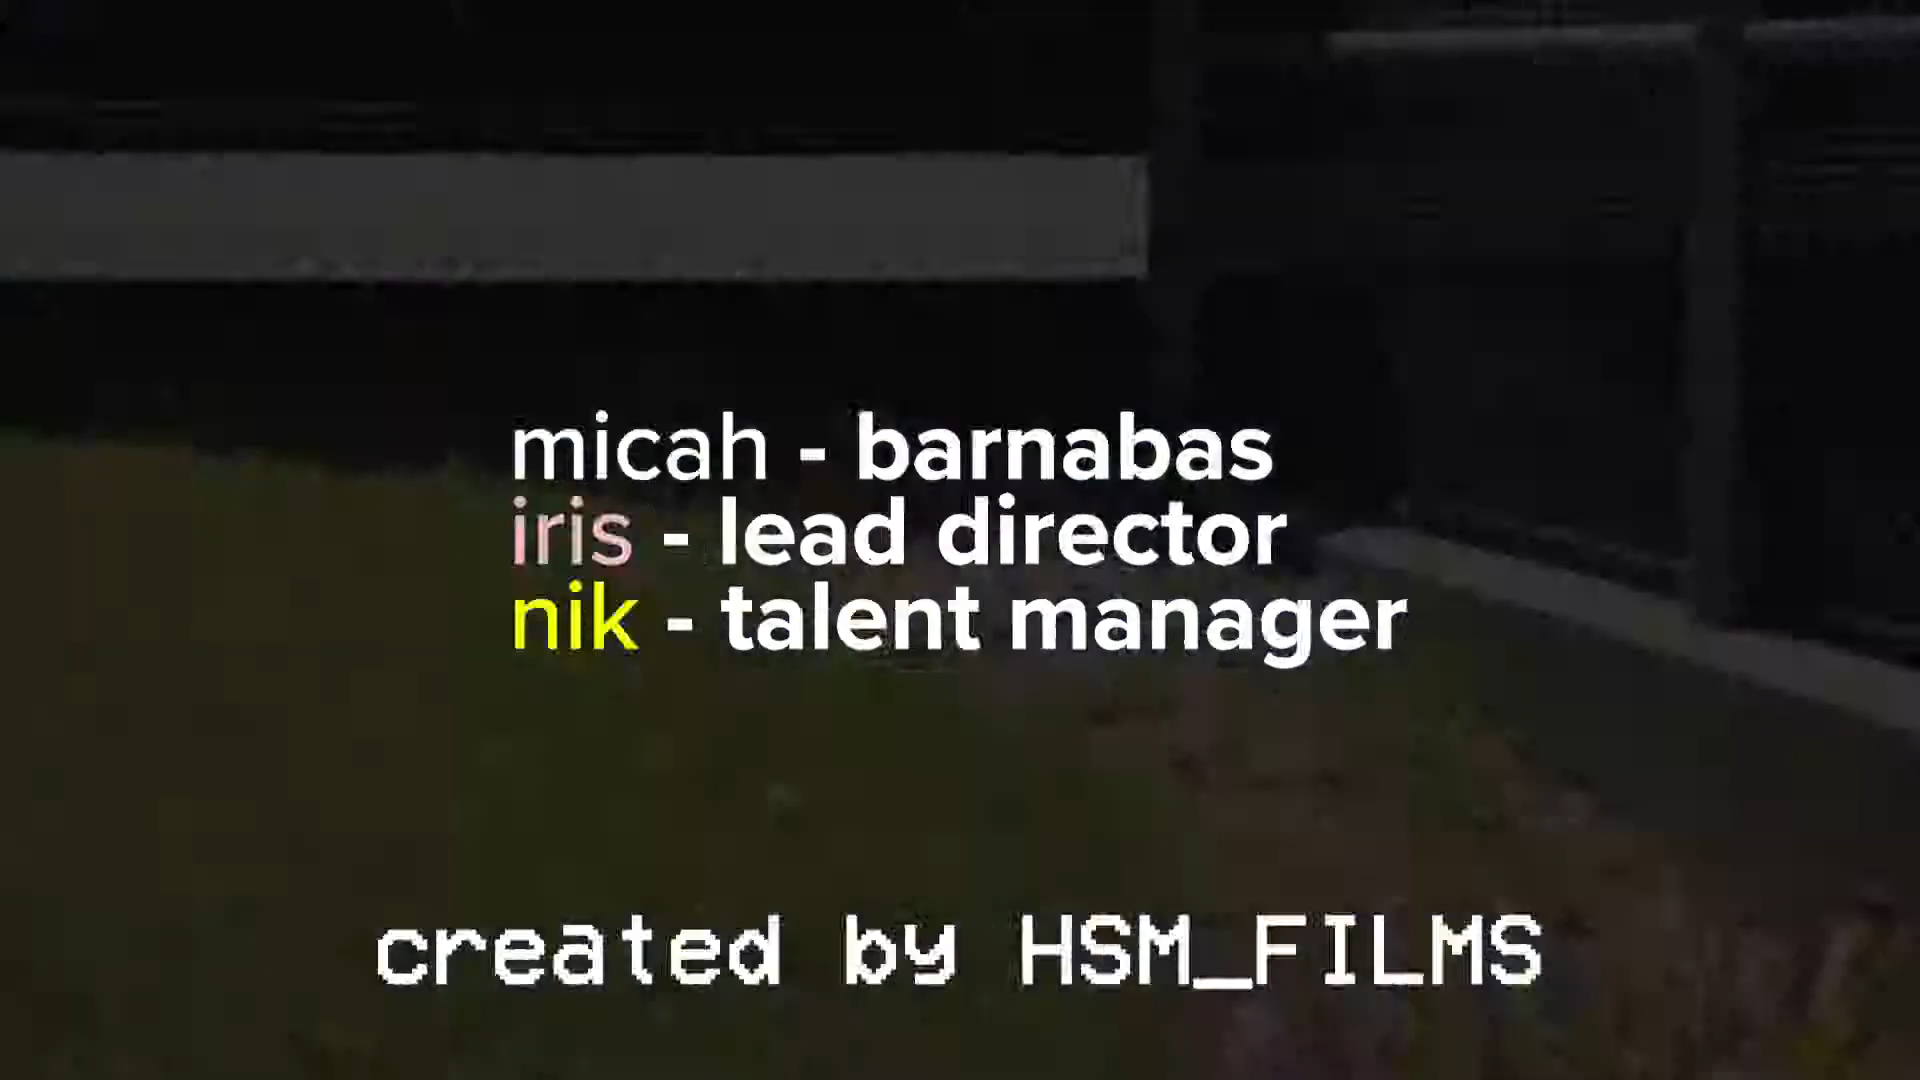 micah - barnabas
iris - lead director
nik - talent manager
created by HSM_FILMS